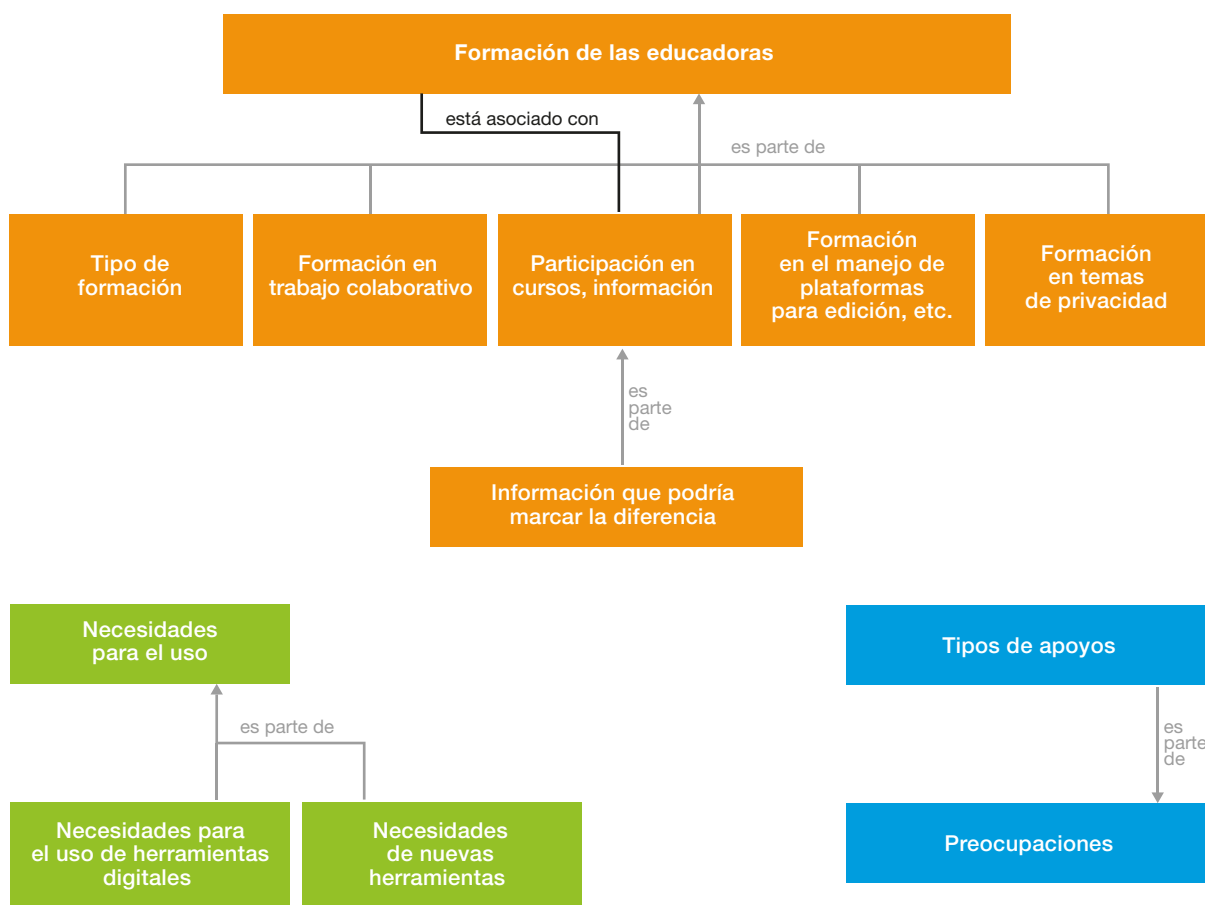 Formación de las educadoras
está asociado con
es parte de
Tipo de
formación
Formación en
trabajo colaborativo
Participación en
cursos, información
Formación
en el manejo de
plataformas
para edición, etc.
Formación
en temas
de privacidad
es
parte
de
Información que podría
marcar la diferencia
Necesidades
para el uso
es parte de
Necesidades para
el uso de herramientas
digitales
Necesidades
de nuevas
herramientas
Tipos de apoyos
es
parte
de
Preocupaciones